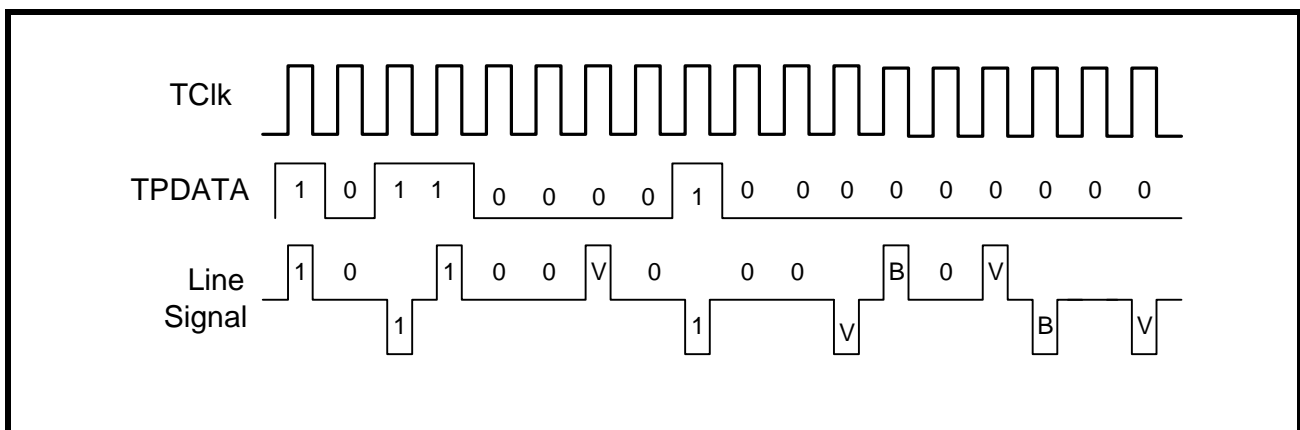 TClk
TPDATA 1 0 1 1 0 0 0 0 1 0 0 0 0 0 0 0 0 0
Line 1 0 1 0 0 V 0 0 0 B 0 V
Signal 1 1 V B V